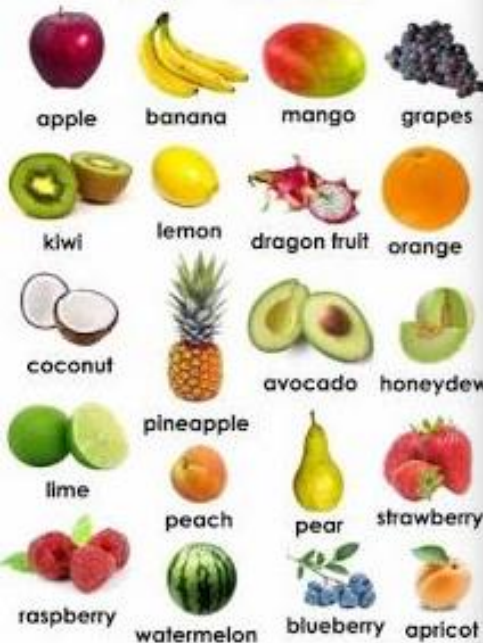 apple banana mango grapes
kiwi lemon dragon fruit orange
coconut pineapple avocado honeydew
lime peach pear strawberry
raspberry watermelon blueberry apricot